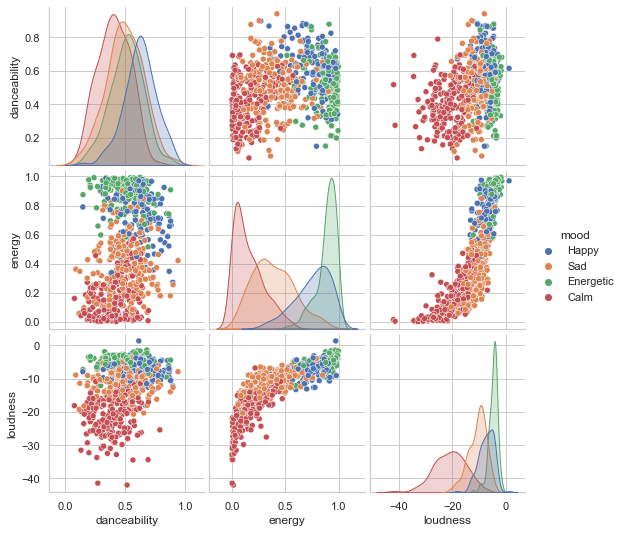 danceability
0.8
0.6
0.4
0.2
energy
1.0
0.8
0.6
0.4
0.2
0.0
mood
Happy
Sad
Energetic
Calm
loudness
0
−10
−20
−30
−40
0.0 0.5 1.0 0.0 0.5 1.0 −40 −20 0
danceability energy loudness